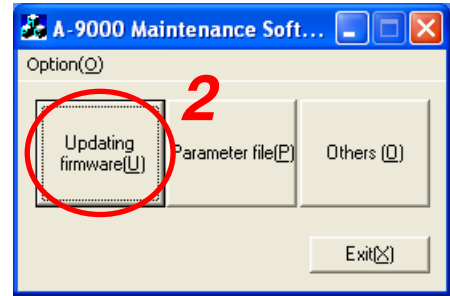 A-9000 Maintenance Soft...
Option(O)
2
Updating
firmware(U)
Parameter file(P)
Others (O)
Exit(X)